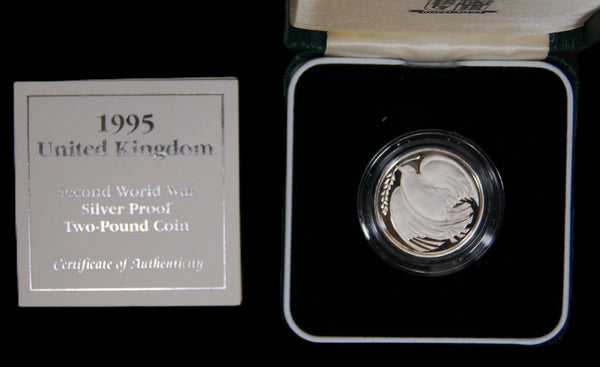 1995
United Kingdom
Second World War
Silver Proof
Two-Pound Coin
Certificate of Authenticity